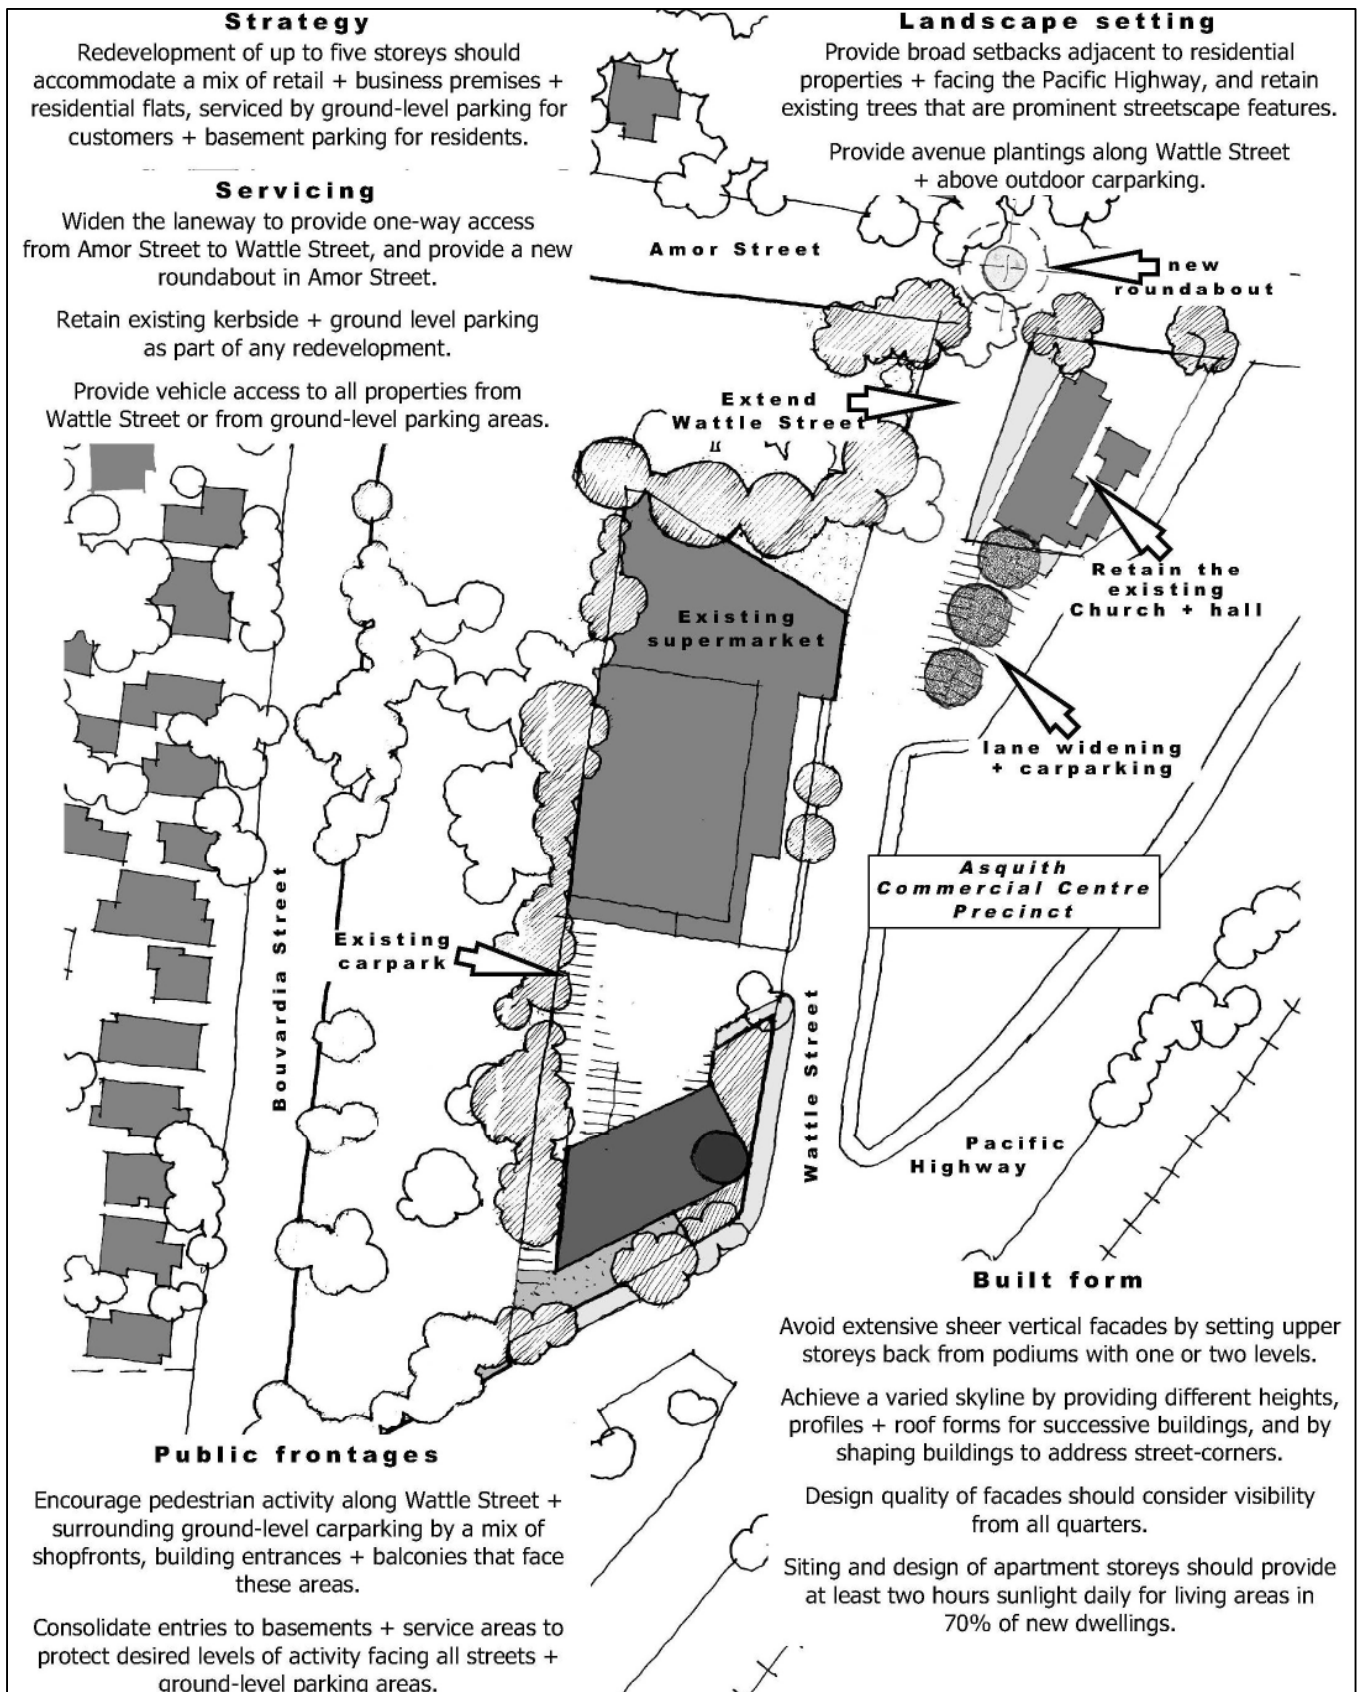 Strategy
Redevelopment of up to five storeys should
accommodate a mix of retail + business premises +
residential flats, serviced by ground-level parking for
customers + basement parking for residents.
Servicing
Widen the laneway to provide one-way access
from Amor Street to Wattle Street, and provide a new
roundabout in Amor Street.
Retain existing kerbside + ground level parking
as part of any redevelopment.
Provide vehicle access to all properties from
Wattle Street or from ground-level parking areas.
Landscape setting
Provide broad setbacks adjacent to residential
properties + facing the Pacific Highway, and retain
existing trees that are prominent streetscape features.
Provide avenue plantings along Wattle Street
+ above outdoor carparking.
Amor Street
new
roundabout
Extend
Wattle Street
Retain the
existing
Church + hall
Existing
supermarket
lane widening
+ carparking
Asquith
Commercial Centre
Precinct
Existing
carpark
Bouvardia Street
Wattle Street
Pacific
Highway
Built form
Avoid extensive sheer vertical facades by setting upper
storeys back from podiums with one or two levels.
Achieve a varied skyline by providing different heights,
profiles + roof forms for successive buildings, and by
shaping buildings to address street-corners.
Design quality of facades should consider visibility
from all quarters.
Siting and design of apartment storeys should provide
at least two hours sunlight daily for living areas in
70% of new dwellings.
Public frontages
Encourage pedestrian activity along Wattle Street +
surrounding ground-level carparking by a mix of
shopfronts, building entrances + balconies that face
these areas.
Consolidate entries to basements + service areas to
protect desired levels of activity facing all streets +
ground-level parking areas.